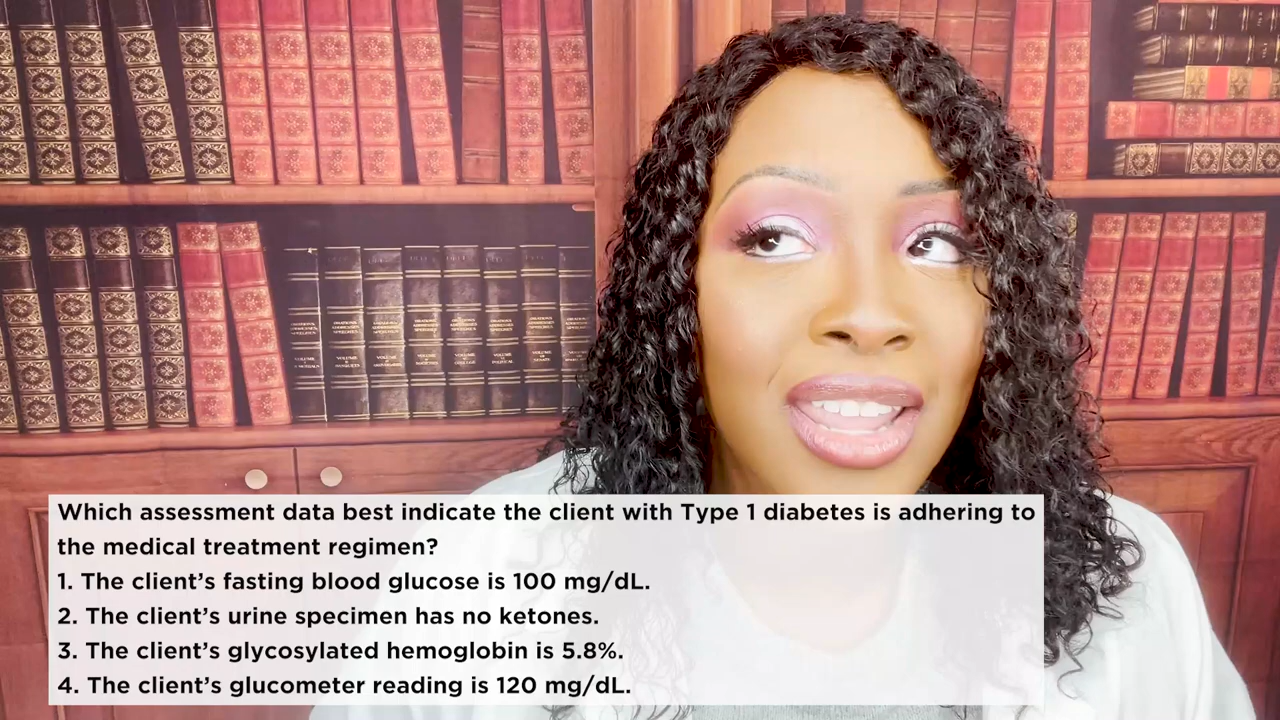 Which assessment data best indicate the client with Type 1 diabetes is adhering to
the medical treatment regimen?
1. The client’s fasting blood glucose is 100 mg/dL.
2. The client’s urine specimen has no ketones.
3. The client’s glycosylated hemoglobin is 5.8%.
4. The client’s glucometer reading is 120 mg/dL.